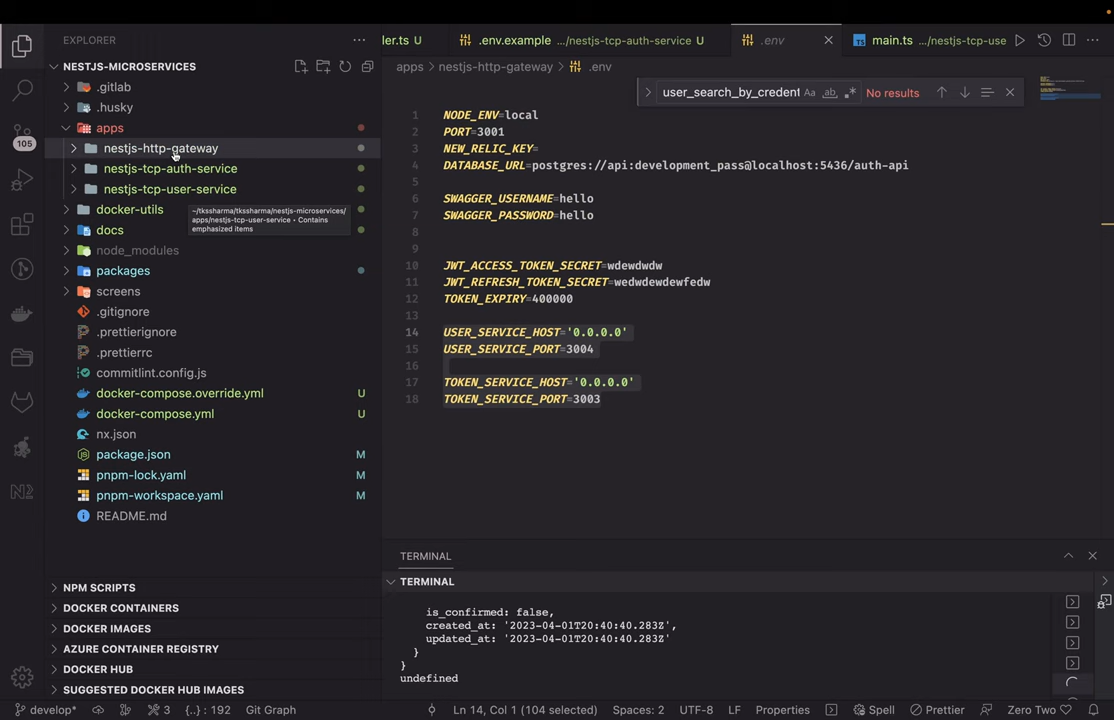 EXPLORER
NESTJS-MICROSERVICES
.gitlab
.husky
apps
nestjs-http-gateway
nestjs-tcp-auth-service
nestjs-tcp-user-service
~/tkssharma/tkssharma/nestjs-microservices/
apps/nestjs-tcp-user-service • Contains
emphasized items
docker-utils
docs
node_modules
packages
screens
.gitignore
.prettierignore
.prettierrc
commitlint.config.js
docker-compose.override.yml U
docker-compose.yml U
nx.json
package.json M
pnpm-lock.yaml M
pnpm-workspace.yaml M
README.md
NPM SCRIPTS
DOCKER CONTAINERS
DOCKER IMAGES
AZURE CONTAINER REGISTRY
DOCKER HUB
SUGGESTED DOCKER HUB IMAGES
105
ler.ts U .env.example .../nestjs-tcp-auth-service U .env main.ts .../nestjs-tcp-use
apps > nestjs-http-gateway > .env
user_search_by_credent Aa ab .* No results
1 NODE_ENV=local
2 PORT=3001
3 NEW_RELIC_KEY=
4 DATABASE_URL=postgres://api:development_pass@localhost:5436/auth-api
5
6 SWAGGER_USERNAME=hello
7 SWAGGER_PASSWORD=hello
8
9
10 JWT_ACCESS_TOKEN_SECRET=wdewdwdw
11 JWT_REFRESH_TOKEN_SECRET=wedwdewdewfedw
12 TOKEN_EXPIRY=400000
13
14 USER_SERVICE_HOST='0.0.0.0'
15 USER_SERVICE_PORT=3004
16
17 TOKEN_SERVICE_HOST='0.0.0.0'
18 TOKEN_SERVICE_PORT=3003
TERMINAL
TERMINAL
is_confirmed: false,
created_at: '2023-04-01T20:40:40.283Z',
updated_at: '2023-04-01T20:40:40.283Z'
}
}
undefined
develop* 3 {..} : 192 Git Graph Ln 14, Col 1 (104 selected) Spaces: 2 UTF-8 LF Properties Spell Prettier Zero Two